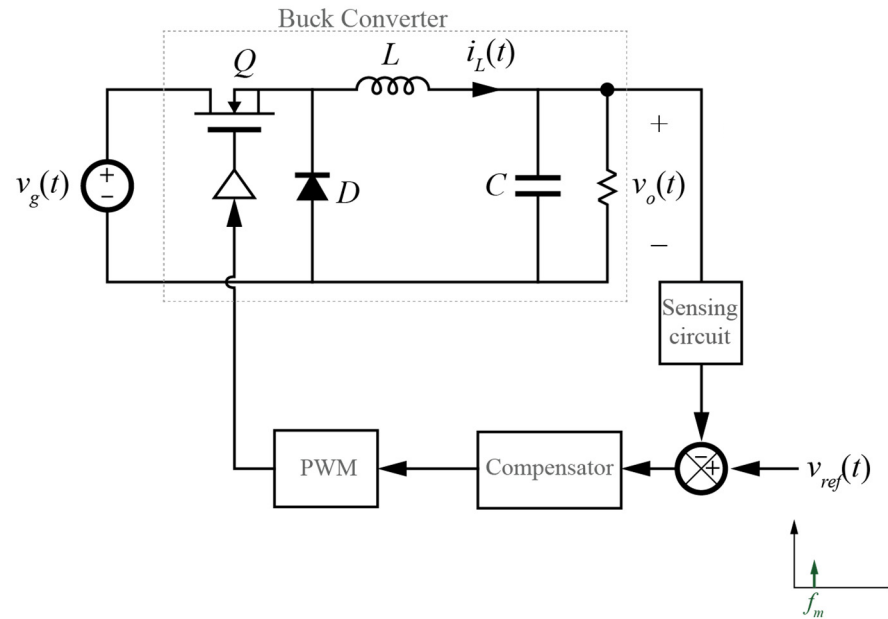 Buck Converter
Q
L
i_L(t)
+
v_g(t)
+
−
D
C
v_o(t)
−
Sensing
circuit
PWM
Compensator
−
+
v_ref(t)
f_m